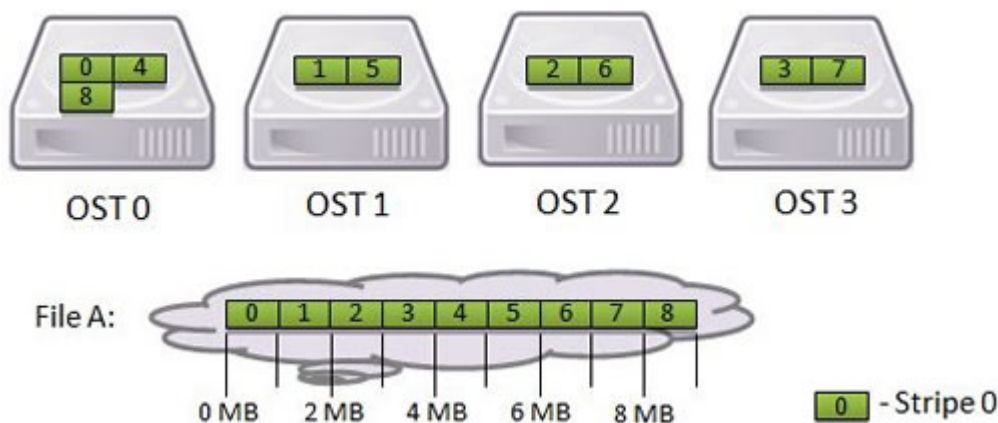 0 4 1 5 2 6 3 7
8
OST 0 OST 1 OST 2 OST 3
File A: 0 1 2 3 4 5 6 7 8
0 MB 2 MB 4 MB 6 MB 8 MB
0 - Stripe 0